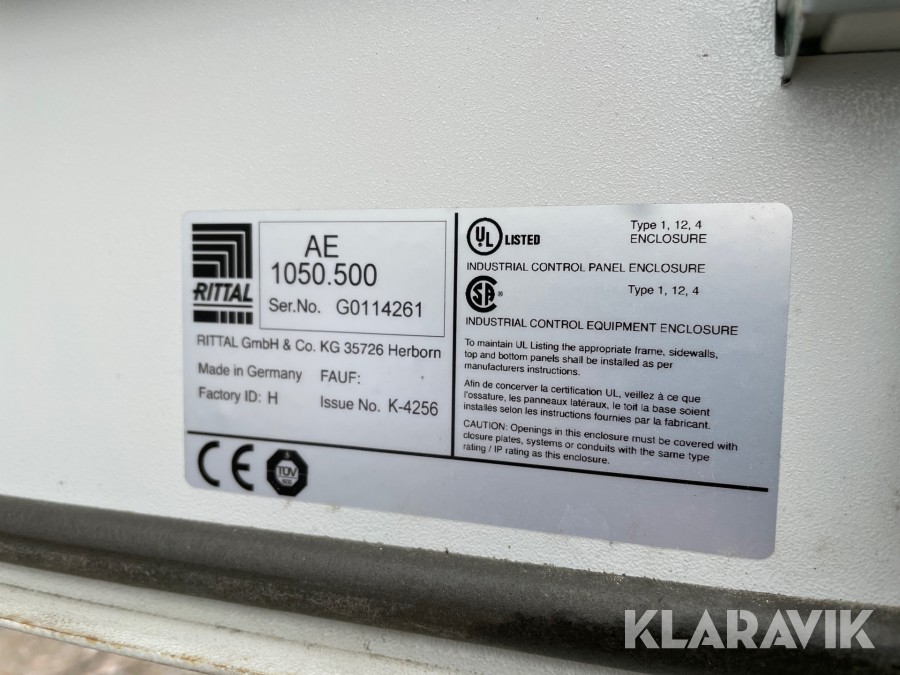 RITTAL
AE
1050.500
Ser.No. G0114261
RITTAL GmbH & Co. KG 35726 Herborn
Made in Germany FAUF:
Factory ID: H Issue No. K-4256
CE
TÜV
UL LISTED
Type 1, 12, 4
ENCLOSURE
INDUSTRIAL CONTROL PANEL ENCLOSURE
SA Type 1, 12, 4
INDUSTRIAL CONTROL EQUIPMENT ENCLOSURE
To maintain UL Listing the appropriate frame, sidewalls,
top and bottom panels shall be installed as per
manufacturers instructions.
Afin de concerver la certification UL, veillez à ce que
l'ossature, les panneaux latéraux, le toit la base soient
installés selon les instructions fournies par la fabricant.
CAUTION: Openings in this enclosure must be covered with
closure plates, systems or conduits with the same type
rating / IP rating as this enclosure.
KLARAVIK